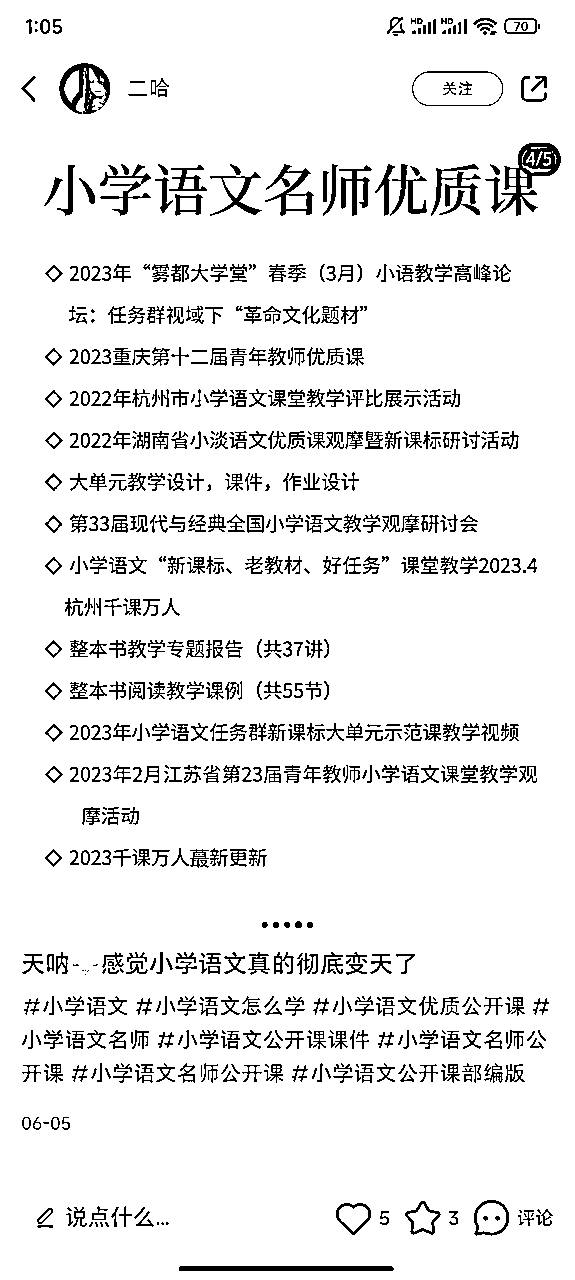 1:05 HD HD 70
二哈 关注
4/5
小学语文名师优质课
◇ 2023年“雾都大学堂”春季（3月）小语教学高峰论
坛：任务群视域下“革命文化题材”
◇ 2023重庆第十二届青年教师优质课
◇ 2022年杭州市小学语文课堂教学评比展示活动
◇ 2022年湖南省小淡语文优质课观摩暨新课标研讨活动
◇ 大单元教学设计，课件，作业设计
◇ 第33届现代与经典全国小学语文教学观摩研讨会
◇ 小学语文“新课标、老教材、好任务”课堂教学2023.4
杭州千课万人
◇ 整本书教学专题报告（共37讲）
◇ 整本书阅读教学课例（共55节）
◇ 2023年小学语文任务群新课标大单元示范课教学视频
◇ 2023年2月江苏省第23届青年教师小学语文课堂教学观
摩活动
◇ 2023千课万人蕞新更新
天呐感觉小学语文真的彻底变天了
#小学语文 #小学语文怎么学 #小学语文优质公开课 #
小学语文名师 #小学语文公开课课件 #小学语文名师公
开课 #小学语文名师公开课 #小学语文公开课部编版
06-05
说点什么... 5 3 评论